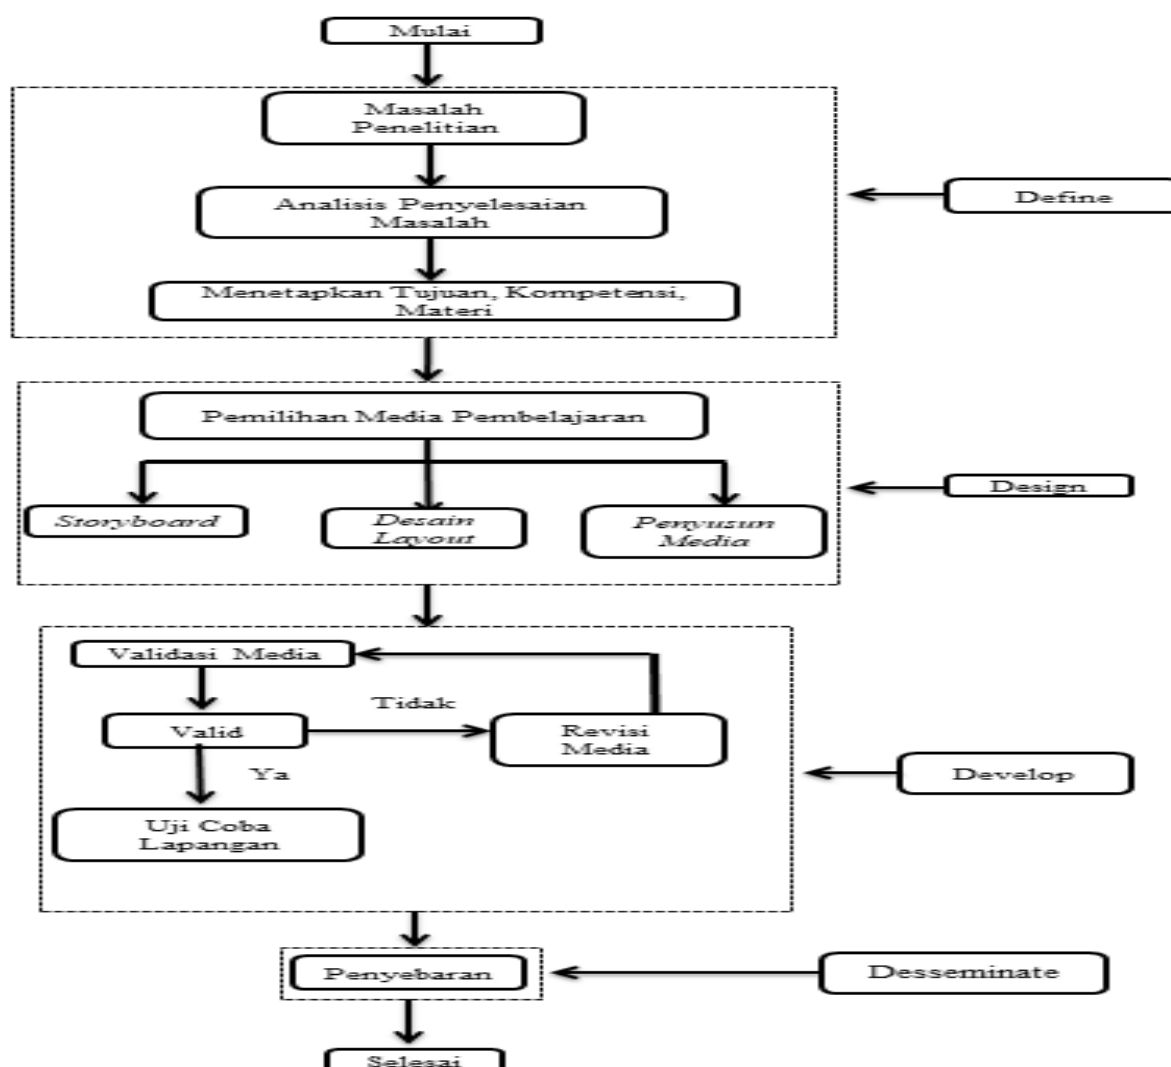 Mulai
Masalah
Penelitian
Analisis Penyelesaian
Masalah
Define
Menetapkan Tujuan, Kompetensi,
Materi
Pemilihan Media Pembelajaran
Design
Storyboard
Desain
Layout
Penyusun
Media
Validasi Media
Tidak
Valid
Revisi
Media
Ya
Develop
Uji Coba
Lapangan
Penyebaran
Desseminate
Selesai